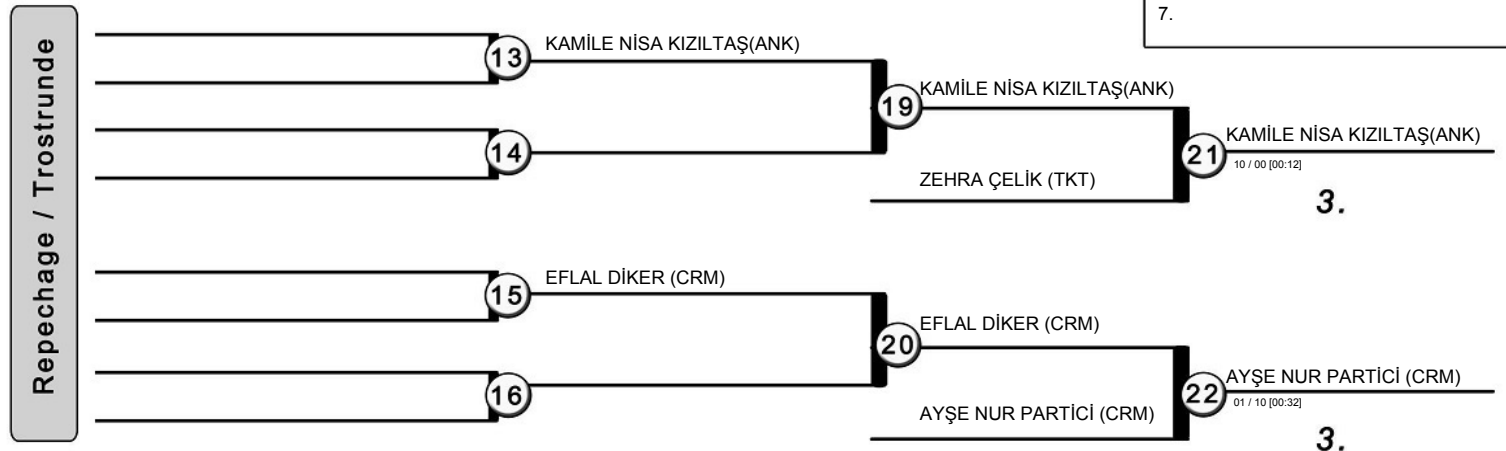 7.
Repechage / Trostrunde
13
KAMİLE NİSA KIZILTAŞ(ANK)
14
19
KAMİLE NİSA KIZILTAŞ(ANK)
ZEHRA ÇELİK (TKT)
21
KAMİLE NİSA KIZILTAŞ(ANK)
10 / 00 [00:12]
3.
15
EFLAL DİKER (CRM)
16
20
EFLAL DİKER (CRM)
AYŞE NUR PARTİCİ (CRM)
22
AYŞE NUR PARTİCİ (CRM)
01 / 10 [00:32]
3.